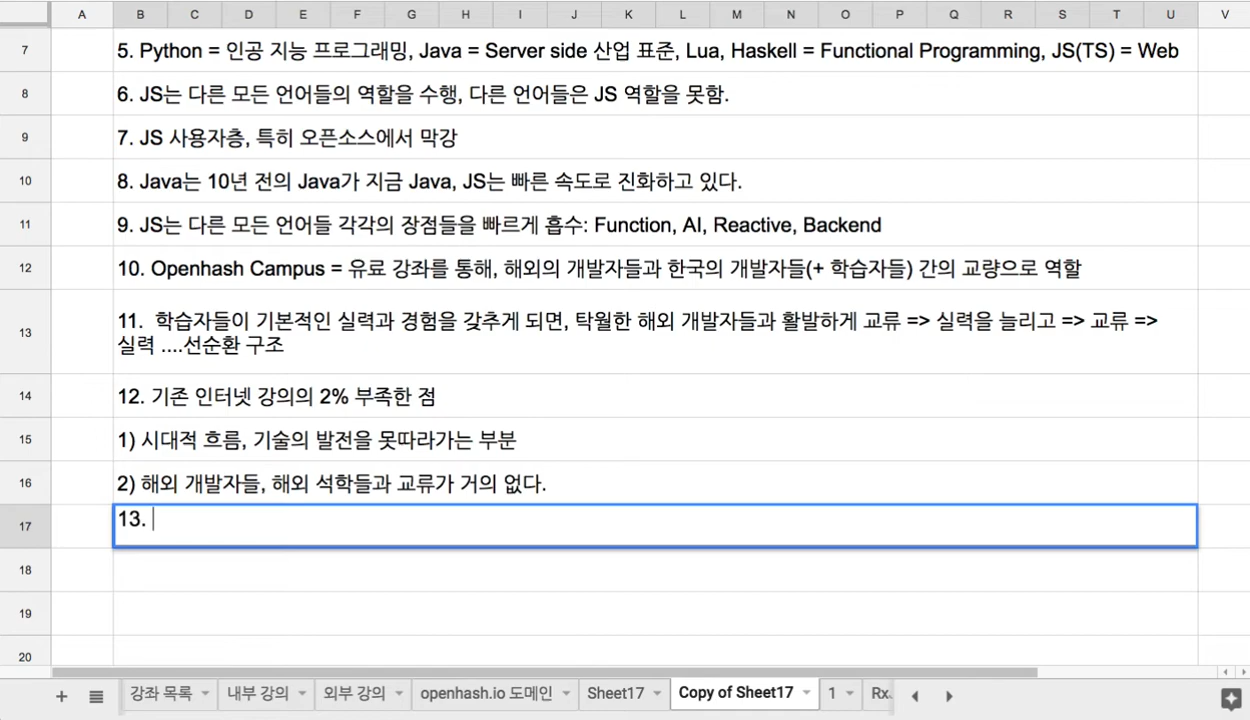 A B C D E F G H I J K L M N O P Q R S T U V
7 5. Python = 인공 지능 프로그래밍, Java = Server side 산업 표준, Lua, Haskell = Functional Programming, JS(TS) = Web
8 6. JS는 다른 모든 언어들의 역할을 수행, 다른 언어들은 JS 역할을 못함.
9 7. JS 사용자층, 특히 오픈소스에서 막강
10 8. Java는 10년 전의 Java가 지금 Java, JS는 빠른 속도로 진화하고 있다.
11 9. JS는 다른 모든 언어들 각각의 장점들을 빠르게 흡수: Function, AI, Reactive, Backend
12 10. Openhash Campus = 유료 강좌를 통해, 해외의 개발자들과 한국의 개발자들(+ 학습자들) 간의 교량으로 역할
13 11. 학습자들이 기본적인 실력과 경험을 갖추게 되면, 탁월한 해외 개발자들과 활발하게 교류 => 실력을 늘리고 => 교류 =>
실력 ....선순환 구조
14 12. 기존 인터넷 강의의 2% 부족한 점
15 1) 시대적 흐름, 기술의 발전을 못따라가는 부분
16 2) 해외 개발자들, 해외 석학들과 교류가 거의 없다.
17 13.
18
19
20
+ 강좌 목록 내부 강의 외부 강의 openhash.io 도메인 Sheet17 Copy of Sheet17 1 Rx.